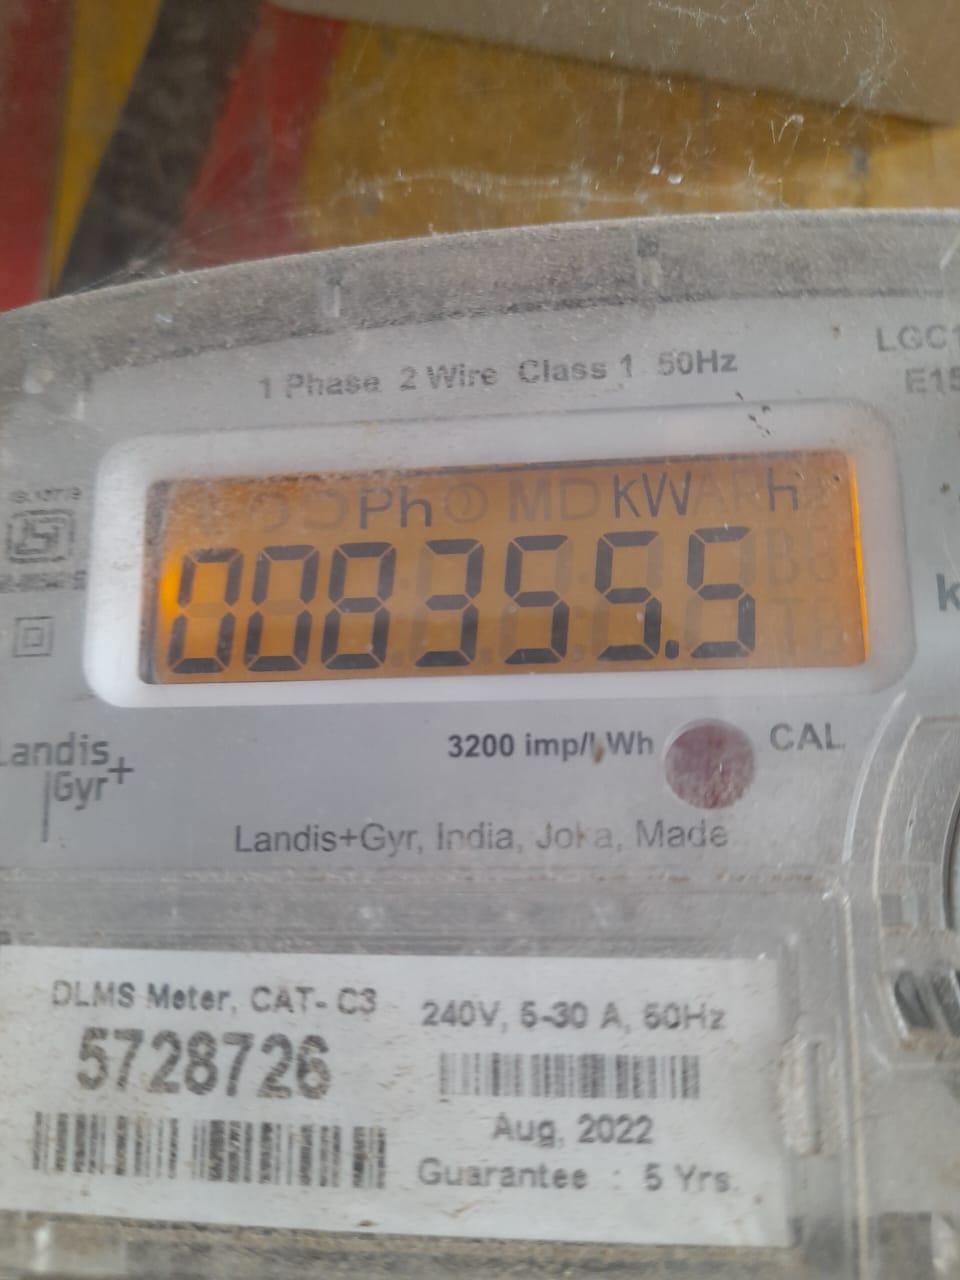 1 Phase 2 Wire Class 1 50Hz
Ph MD kW h
008355.5
Landis
Gyr+
3200 imp/kWh
CAL
Landis+Gyr, India, Joka, Made
DLMS Meter, CAT- C3
5728726
240V, 5-30 A, 50Hz
Aug, 2022
Guarantee : 5 Yrs.